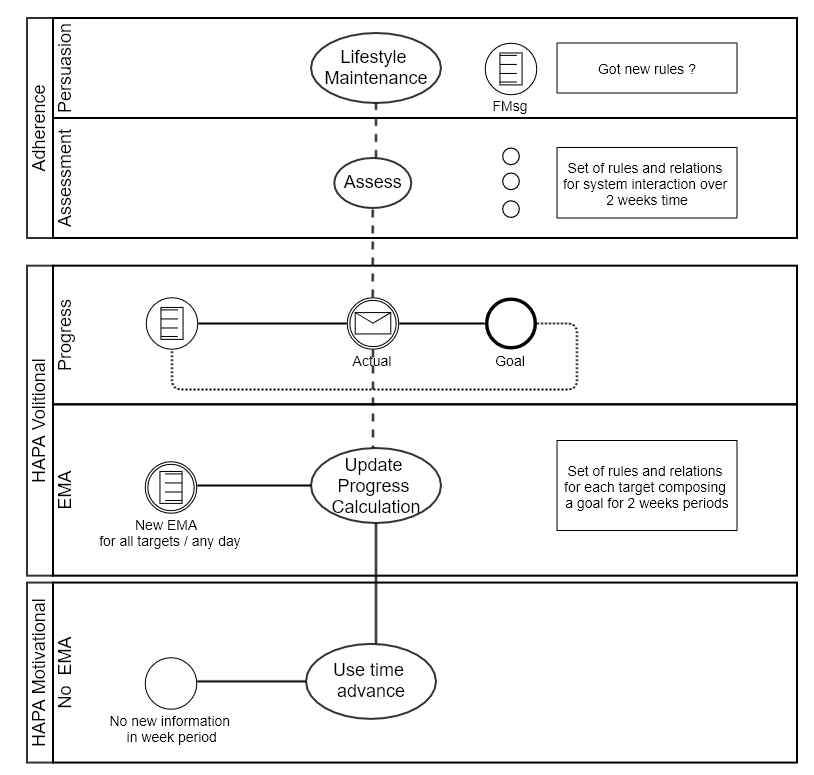 Adherence
Persuasion
Lifestyle
Maintenance
FMsg
Got new rules ?
Assessment
Assess
Set of rules and relations
for system interaction over
2 weeks time
HAPA Volitional
Progress
Actual
Goal
EMA
New EMA
for all targets / any day
Update
Progress
Calculation
Set of rules and relations
for each target composing
a goal for 2 weeks periods
HAPA Motivational
No EMA
No new information
in week period
Use time
advance